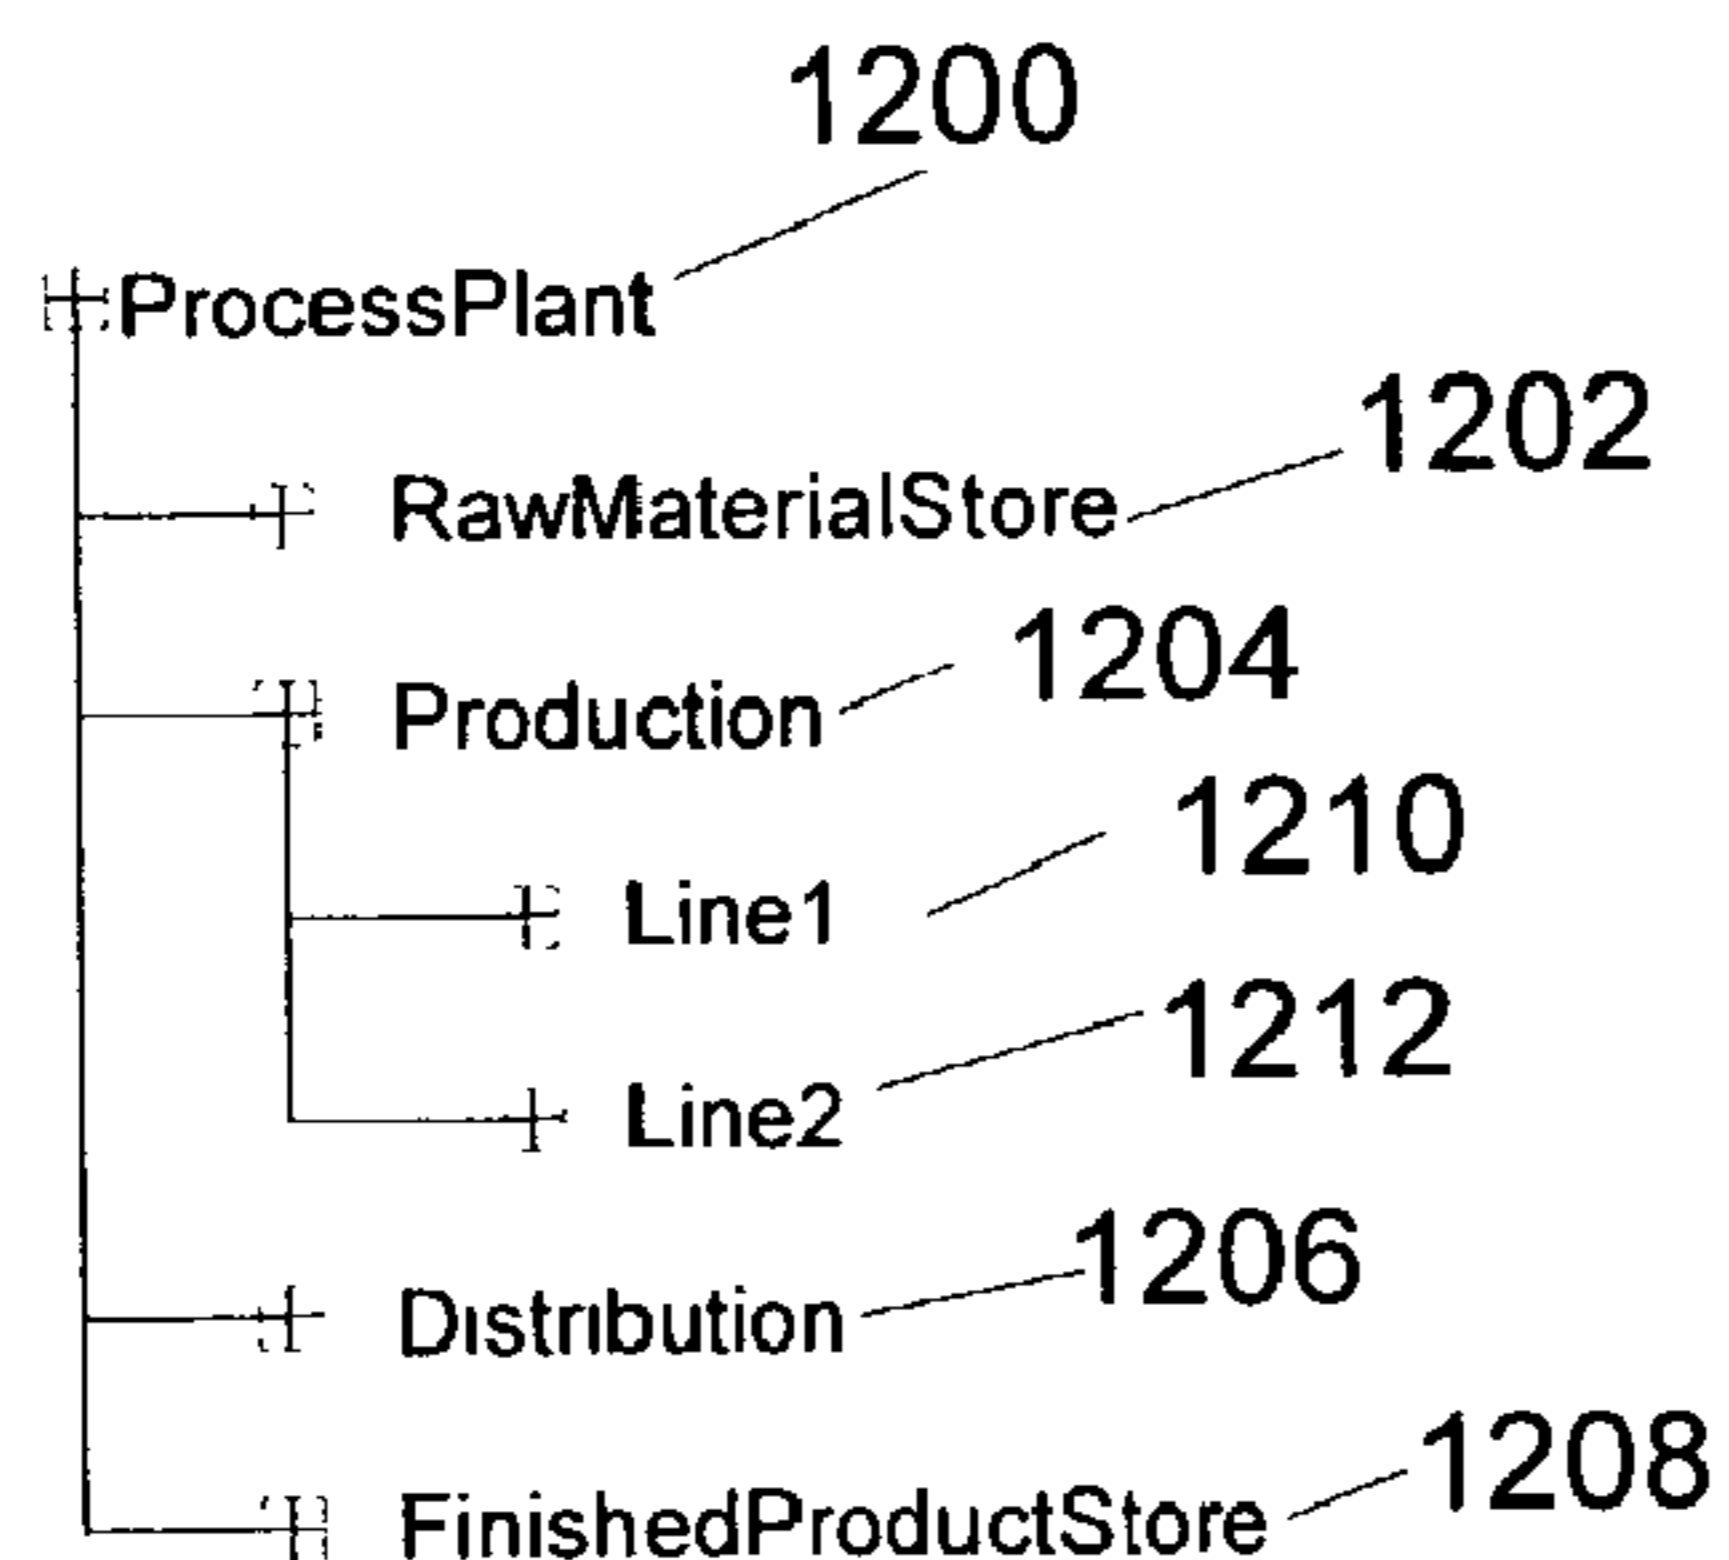 1200
ProcessPlant
1202
RawMaterialStore
1204
Production
1210
Line1
1212
Line2
1206
Distribution
1208
FinishedProductStore